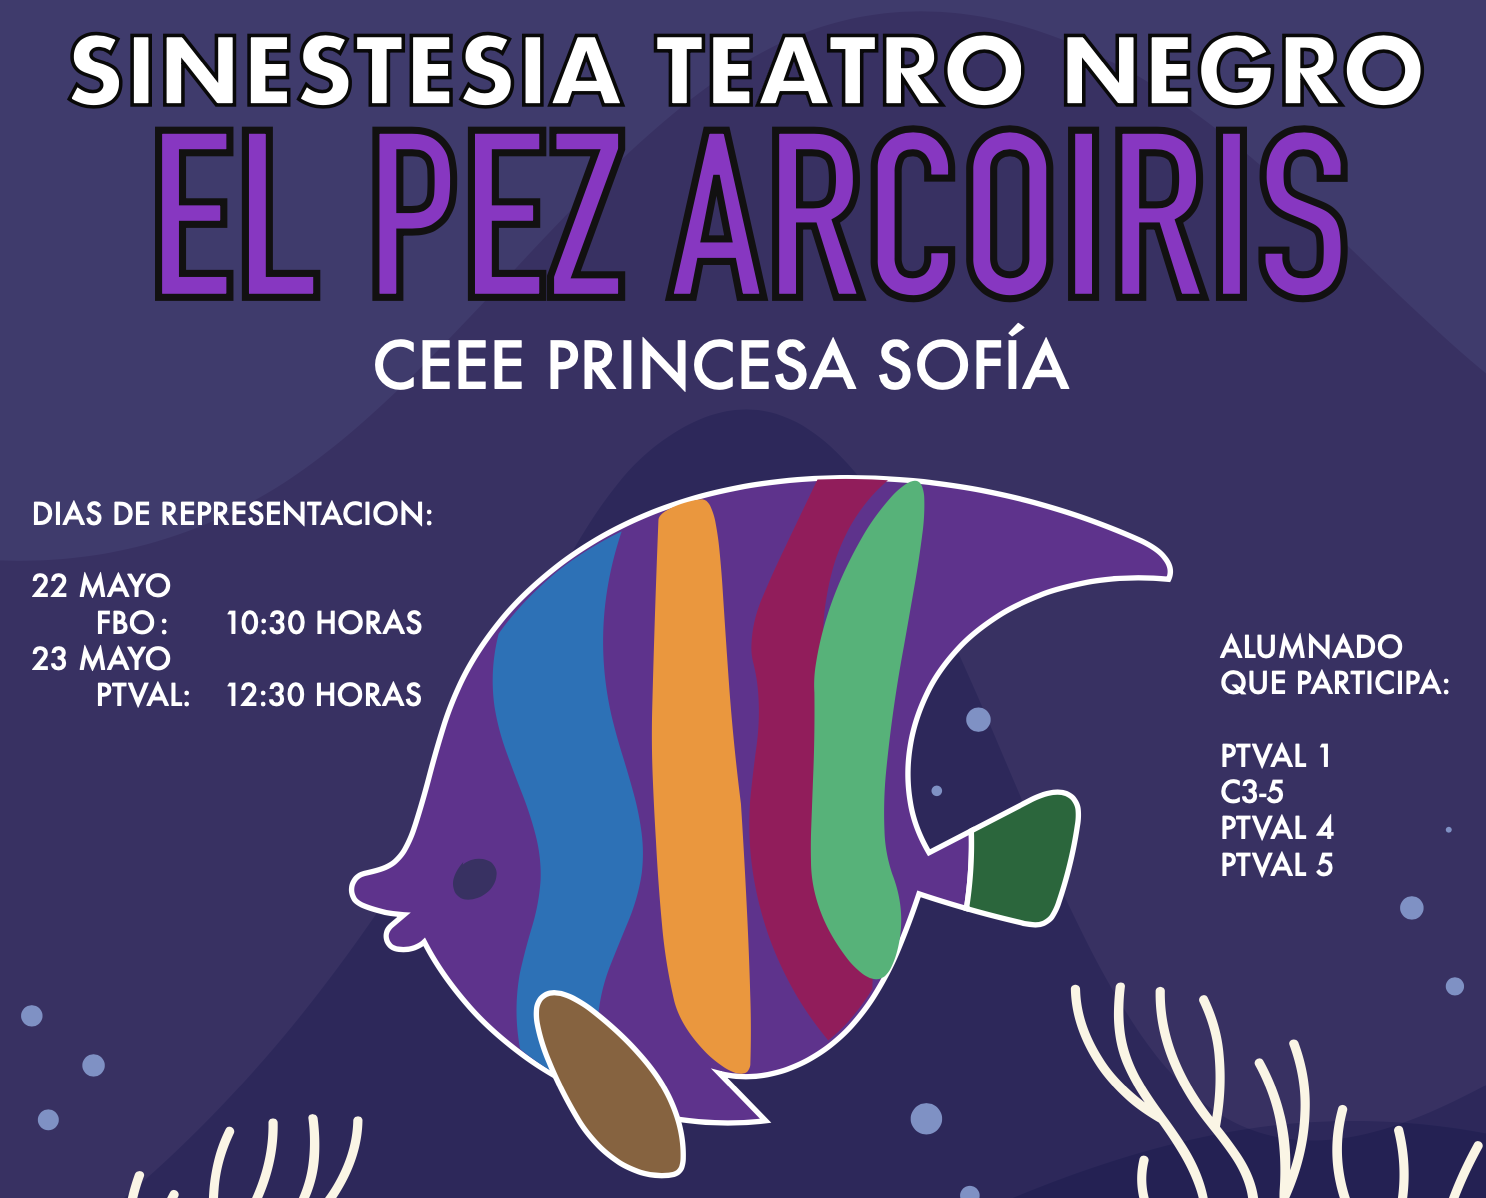 SINESTESIA TEATRO NEGRO
EL PEZ ARCOIRIS
CEEE PRINCESA SOFÍA
DIAS DE REPRESENTACION:
22 MAYO
FBO : 10:30 HORAS
23 MAYO
PTVAL: 12:30 HORAS
ALUMNADO
QUE PARTICIPA:
PTVAL 1
C3-5
PTVAL 4
PTVAL 5